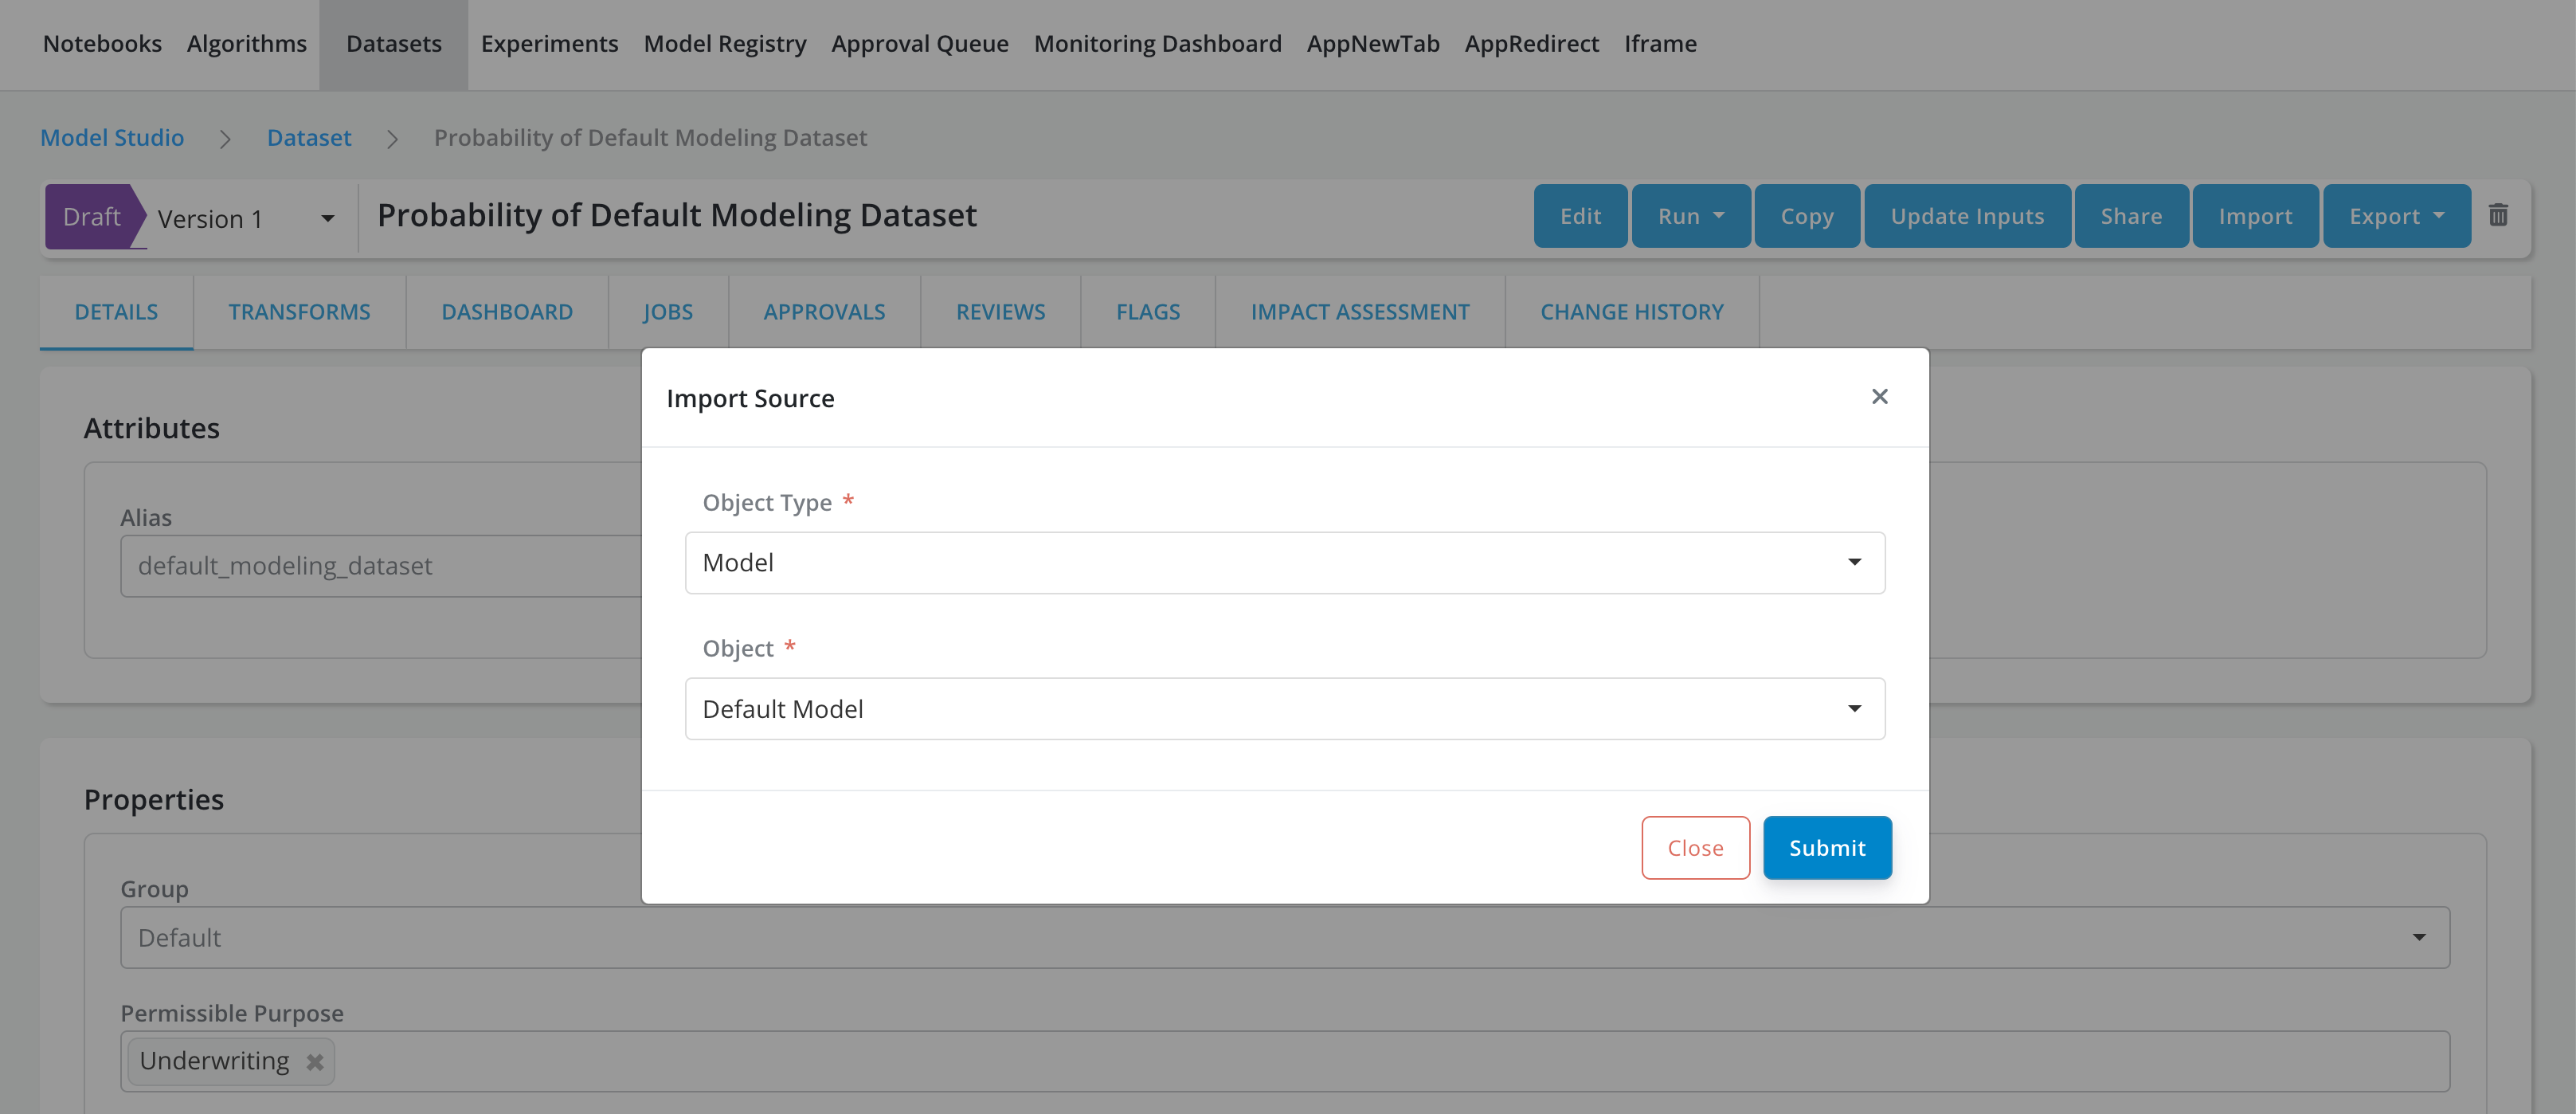 Notebooks Algorithms Datasets Experiments Model Registry Approval Queue Monitoring Dashboard AppNewTab AppRedirect Iframe
Model Studio Dataset Probability of Default Modeling Dataset
Draft Version 1 Probability of Default Modeling Dataset Edit Run Copy Update Inputs Share Import Export
DETAILS TRANSFORMS DASHBOARD JOBS APPROVALS REVIEWS FLAGS IMPACT ASSESSMENT CHANGE HISTORY
Import Source
Attributes
Object Type *
Alias
Model
default_modeling_dataset
Object *
Default Model
Properties
Close Submit
Group
Default
Permissible Purpose
Underwriting